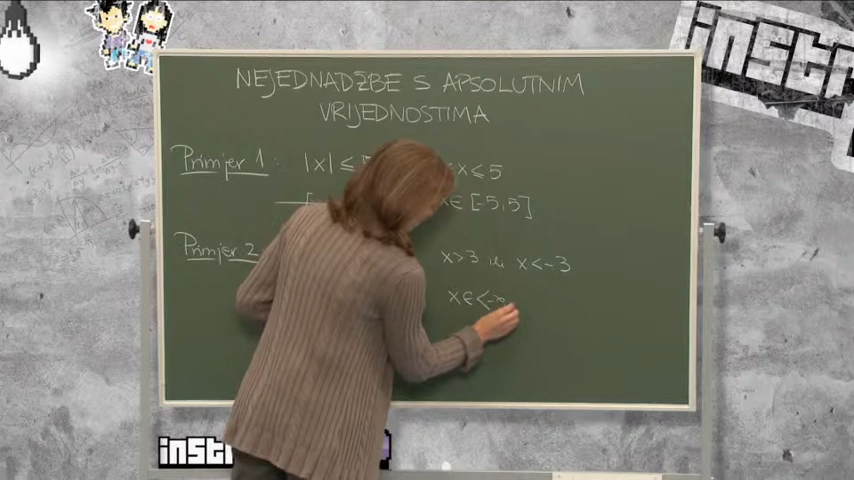 NEJEDNADŽBE S APSOLUTNIM
VRIJEDNOSTIMA
Primjer 1: |x| ≤ x ≤ 5
[-5,5]
Primjer 2 x>3 ili x<-3
x∈<-∞
INST